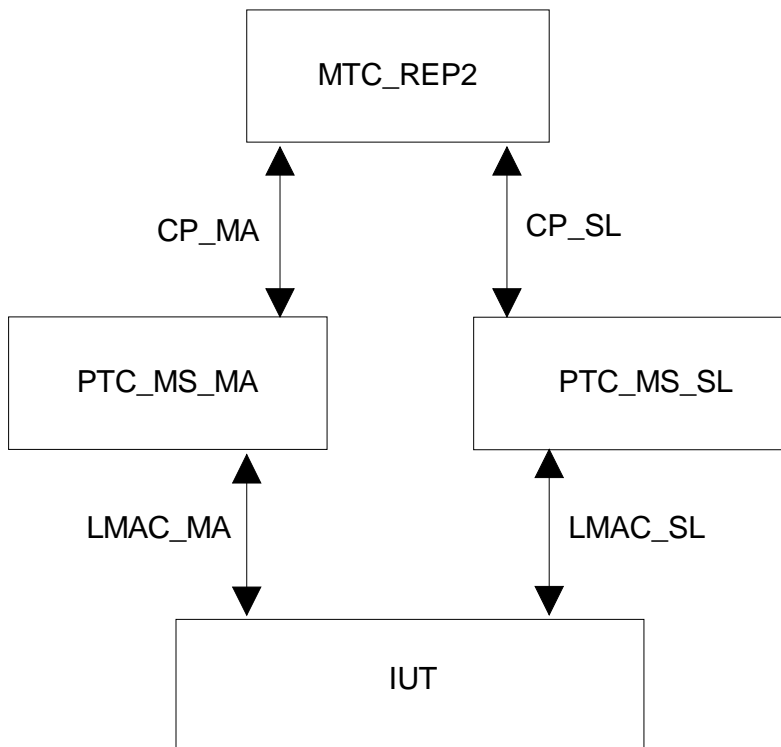 MTC_REP2
CP_MA
CP_SL
PTC_MS_MA
PTC_MS_SL
LMAC_MA
LMAC_SL
IUT